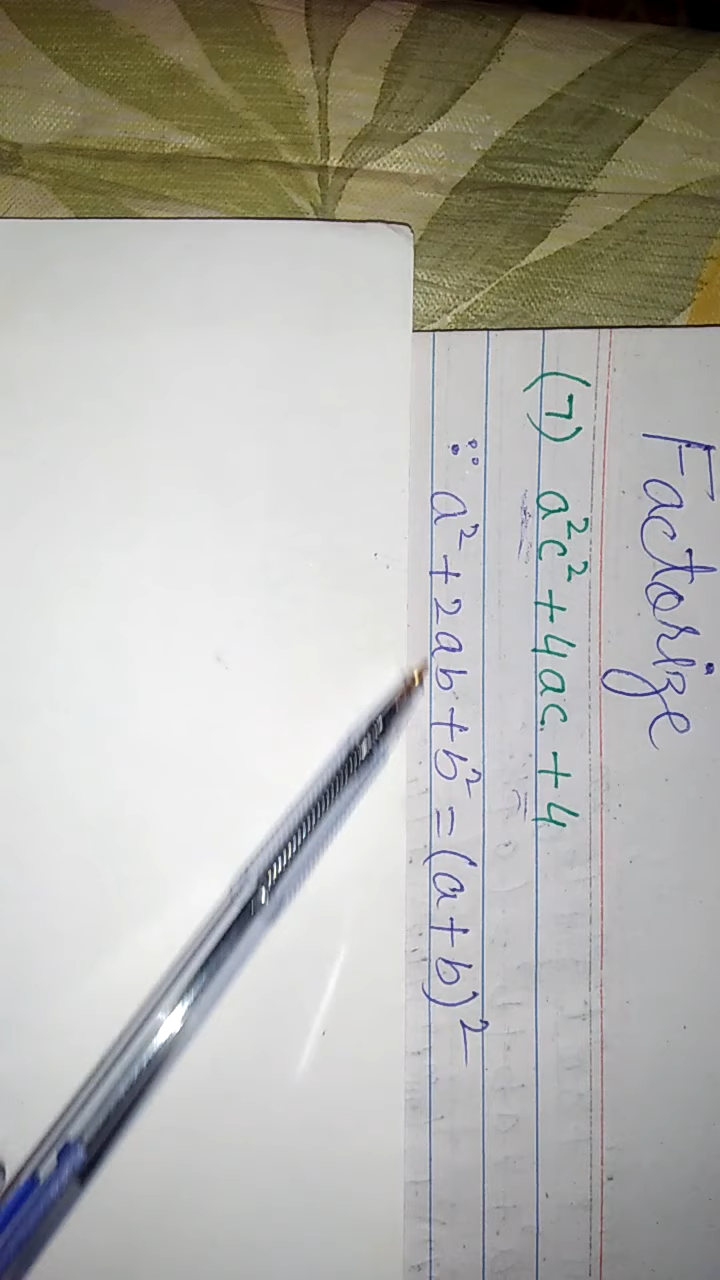 Factorize
(7) a²c² + 4ac + 4
∵ a² + 2ab + b² = (a + b)²